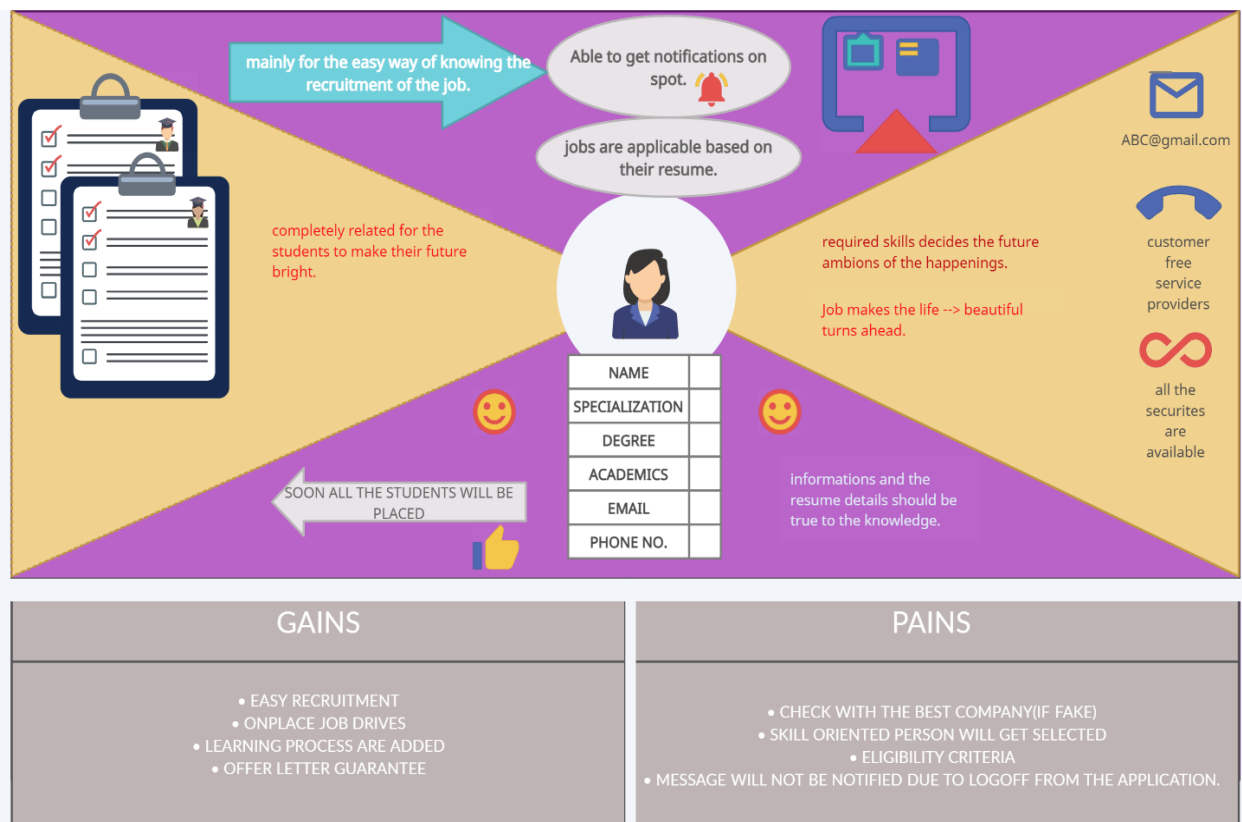 mainly for the easy way of knowing the
recruitment of the job.
Able to get notifications on
spot.
jobs are applicable based on
their resume.
ABC@gmail.com
customer
free
service
providers
all the
securites
are
available
completely related for the
students to make their future
bright.
required skills decides the future
ambions of the happenings.
Job makes the life --> beautiful
turns ahead.
NAME
SPECIALIZATION
DEGREE
ACADEMICS
EMAIL
PHONE NO.
SOON ALL THE STUDENTS WILL BE
PLACED
informations and the
resume details should be
true to the knowledge.
GAINS
• EASY RECRUITMENT
• ONPLACE JOB DRIVES
• LEARNING PROCESS ARE ADDED
• OFFER LETTER GUARANTEE
PAINS
• CHECK WITH THE BEST COMPANY(IF FAKE)
• SKILL ORIENTED PERSON WILL GET SELECTED
• ELIGIBILITY CRITERIA
• MESSAGE WILL NOT BE NOTIFIED DUE TO LOGOFF FROM THE APPLICATION.